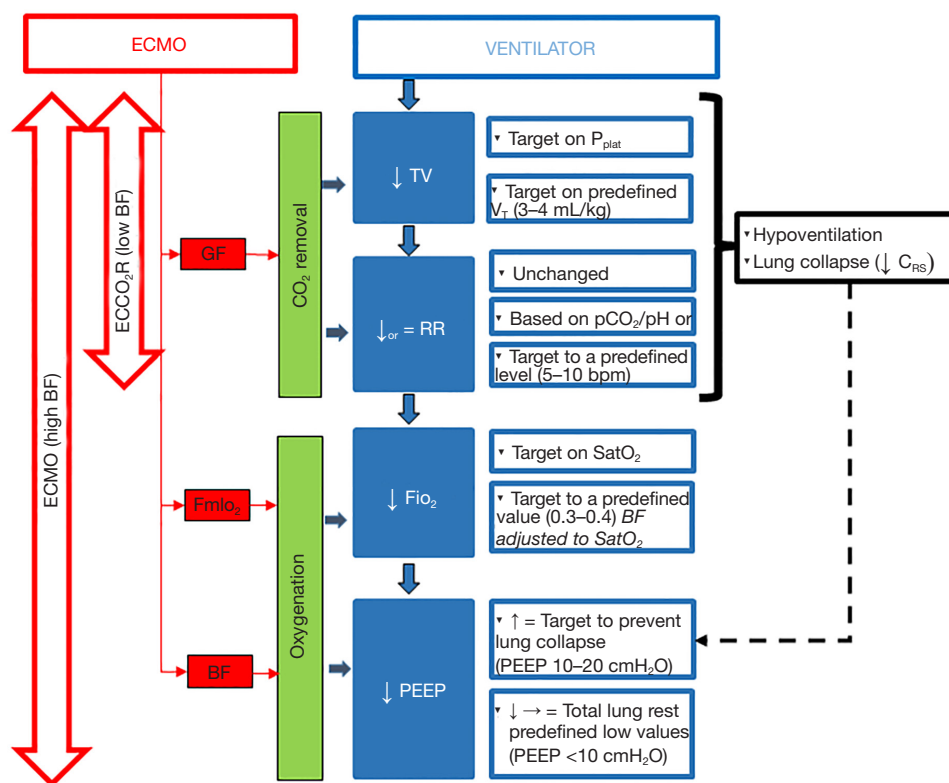 ECMO
VENTILATOR
ECMO (high BF)
ECCO₂R (low BF)
GF
CO₂ removal
↓ TV
▾ Target on Pplat
▾ Target on predefined
VT (3–4 mL/kg)
↓or = RR
▾ Unchanged
▾ Based on pCO₂/pH or
▾ Target to a predefined
level (5–10 bpm)
▾ Hypoventilation
▾ Lung collapse (↓ CRS)
FmIo₂
BF
Oxygenation
↓ Fio₂
▾ Target on SatO₂
▾ Target to a predefined
value (0.3–0.4) BF
adjusted to SatO₂
↓ PEEP
▾ ↑ = Target to prevent
lung collapse
(PEEP 10–20 cmH₂O)
▾ ↓ → = Total lung rest
predefined low values
(PEEP <10 cmH₂O)